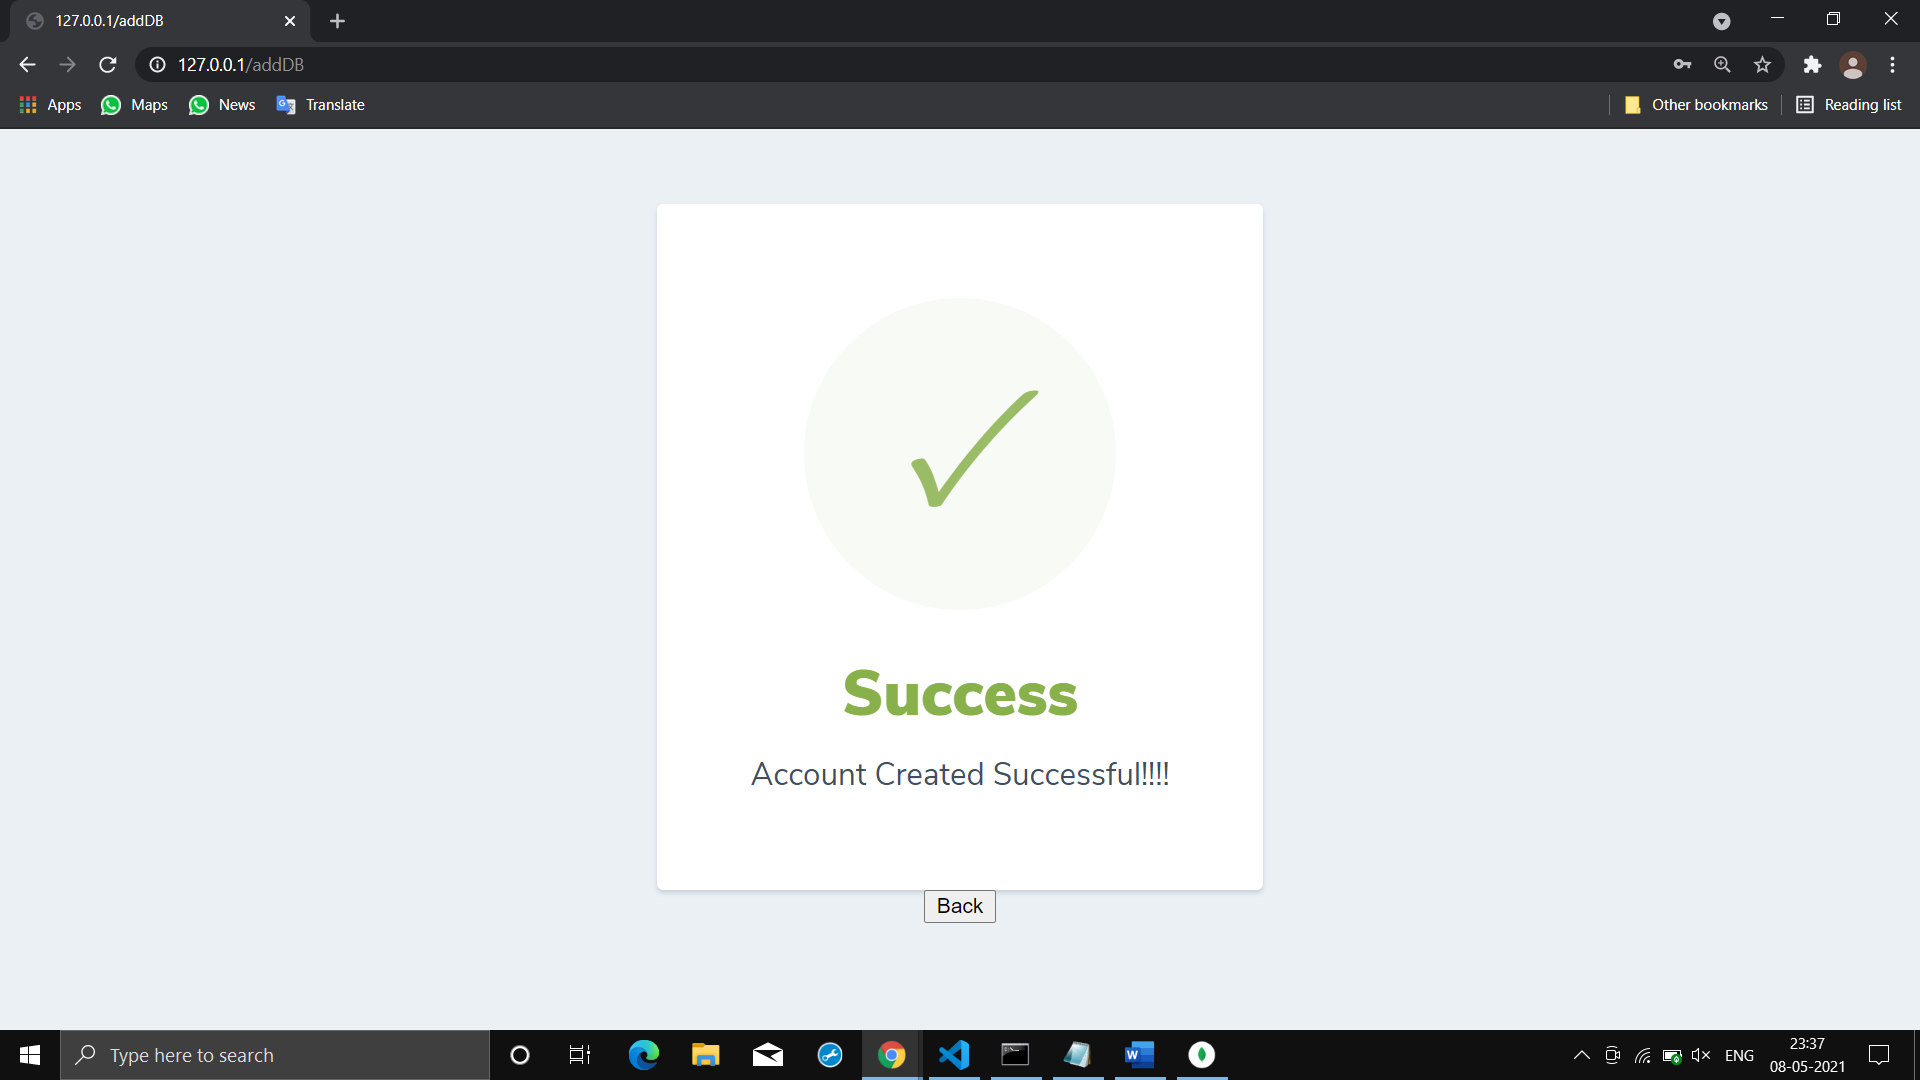 127.0.0.1/addDB
127.0.0.1/addDB
Apps Maps News Translate Other bookmarks Reading list
Success
Account Created Successful!!!!
Back
Type here to search ENG 23:37
08-05-2021